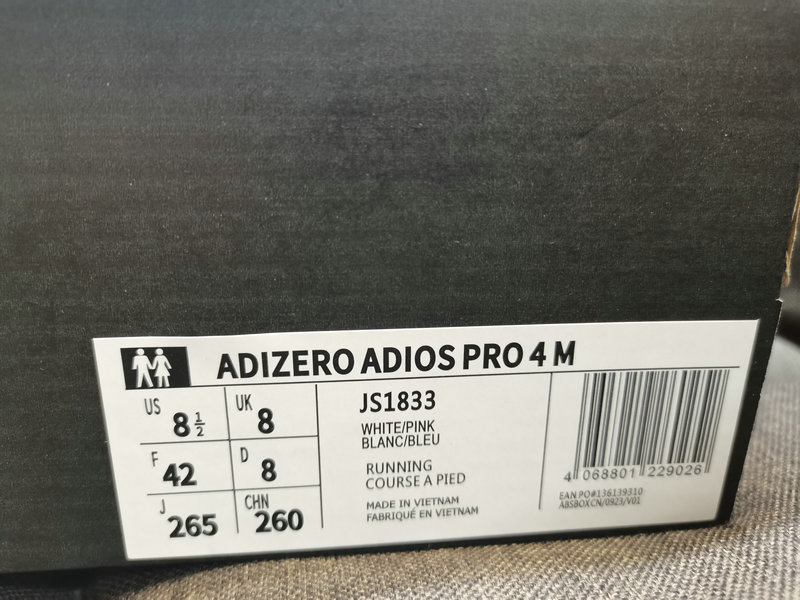 ADIZERO ADIOS PRO 4 M
US 8 1/2
UK 8
F 42
D 8
J 265
CHN 260
JS1833
WHITE/PINK
BLANC/BLEU
RUNNING
COURSE A PIED
MADE IN VIETNAM
FABRIQUÉ EN VIETNAM
4 068801 229026
EAN PO#136139310
ABSBOXCN/0923/V01